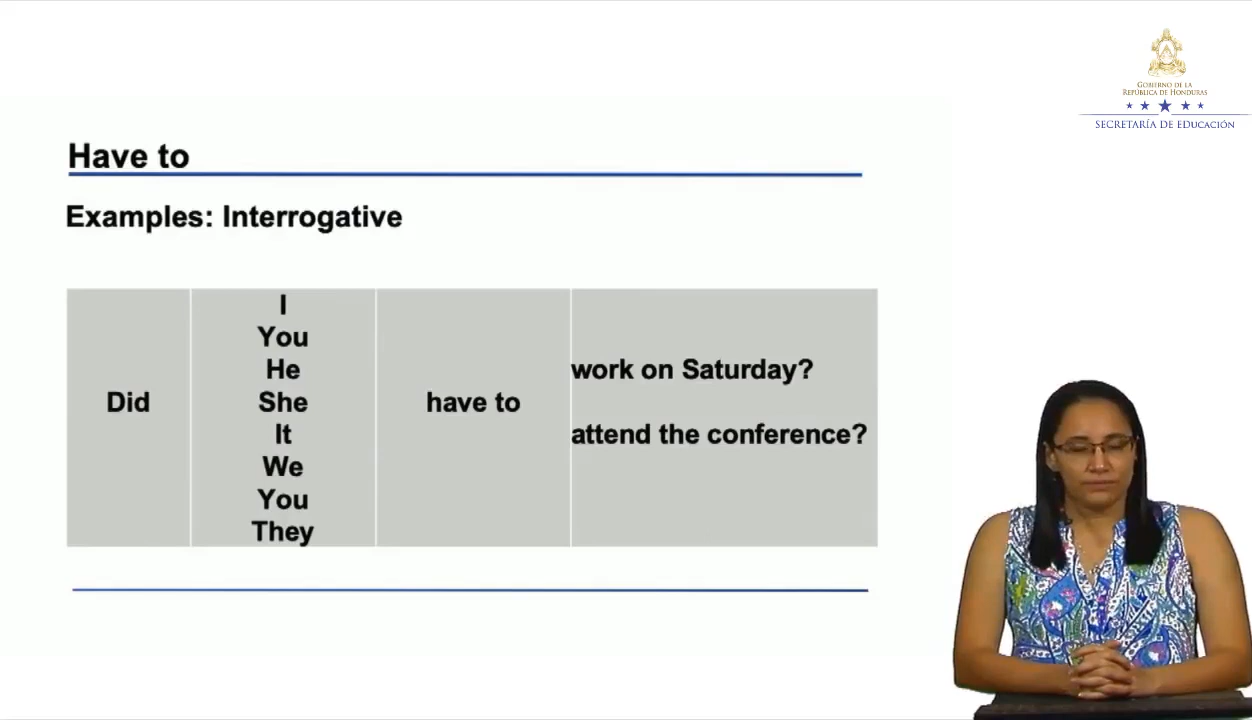 GOBIERNO DE LA
REPÚBLICA DE HONDURAS
SECRETARÍA DE EDUCACIÓN
Have to
Examples: Interrogative
Did
I
You
He
She
It
We
You
They
have to
work on Saturday?
attend the conference?